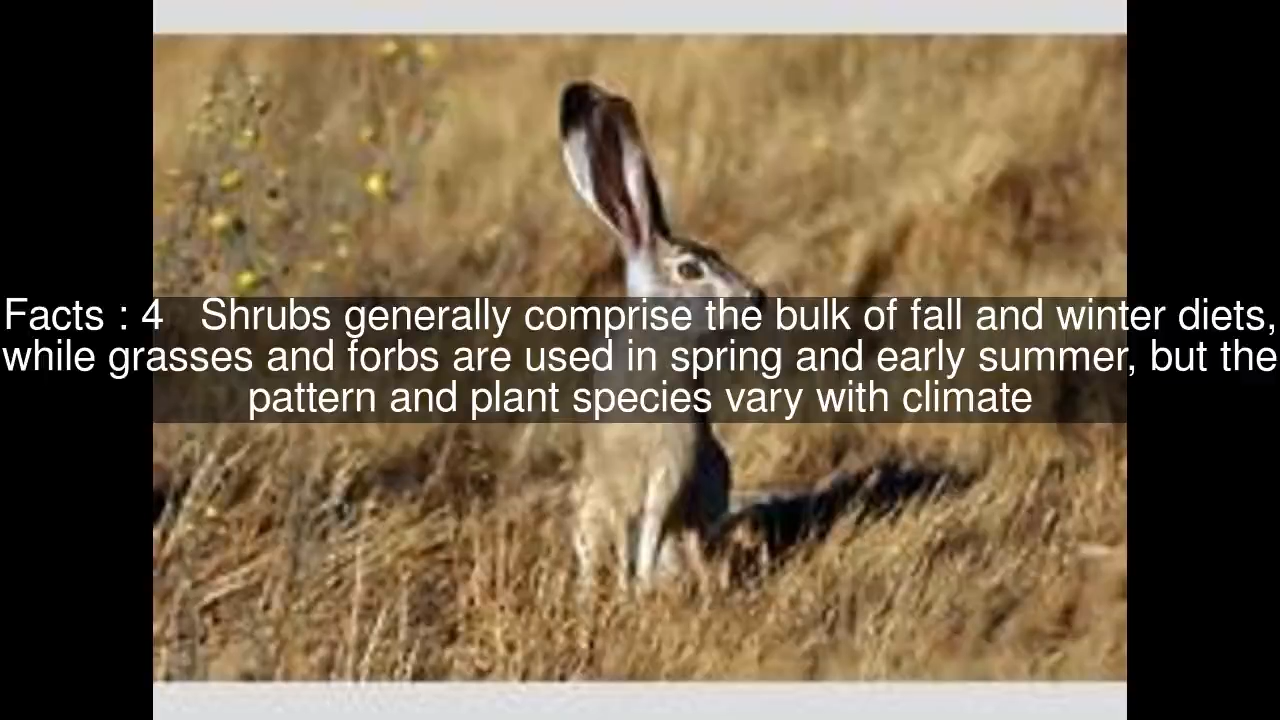 Facts : 4   Shrubs generally comprise the bulk of fall and winter diets,
while grasses and forbs are used in spring and early summer, but the
pattern and plant species vary with climate